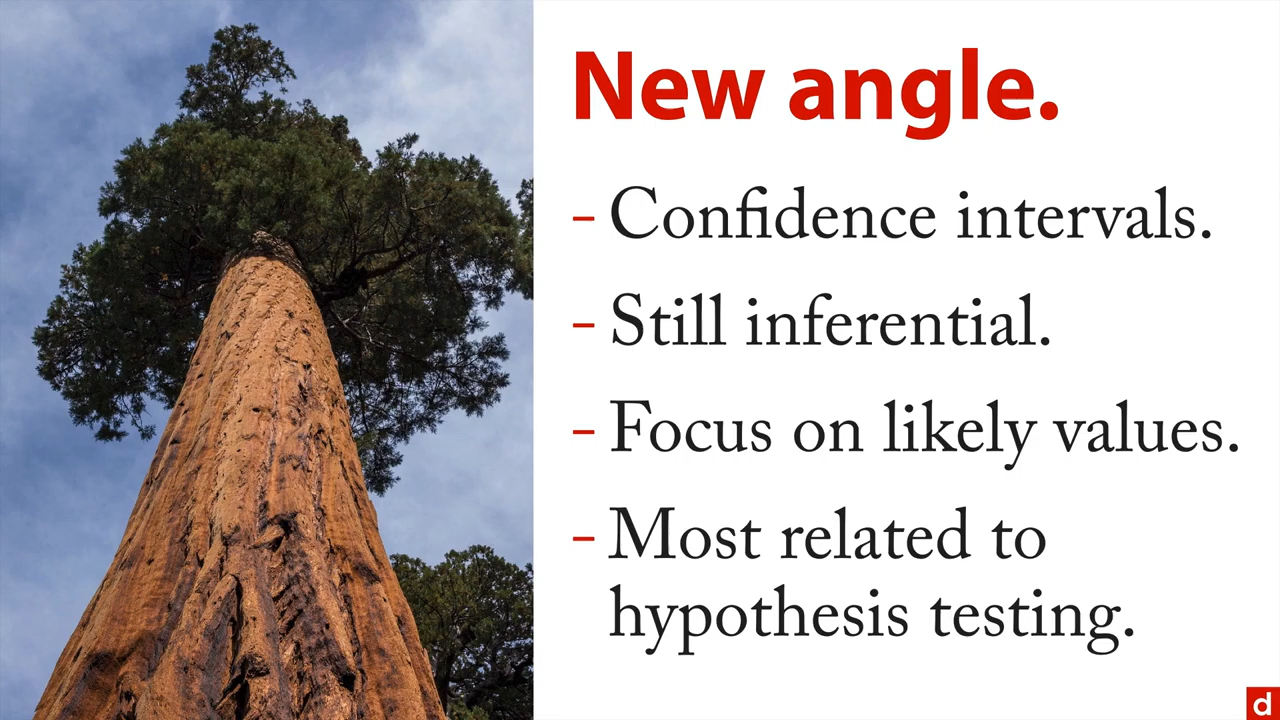 New angle.
- Confidence intervals.
- Still inferential.
- Focus on likely values.
- Most related to
hypothesis testing.
d